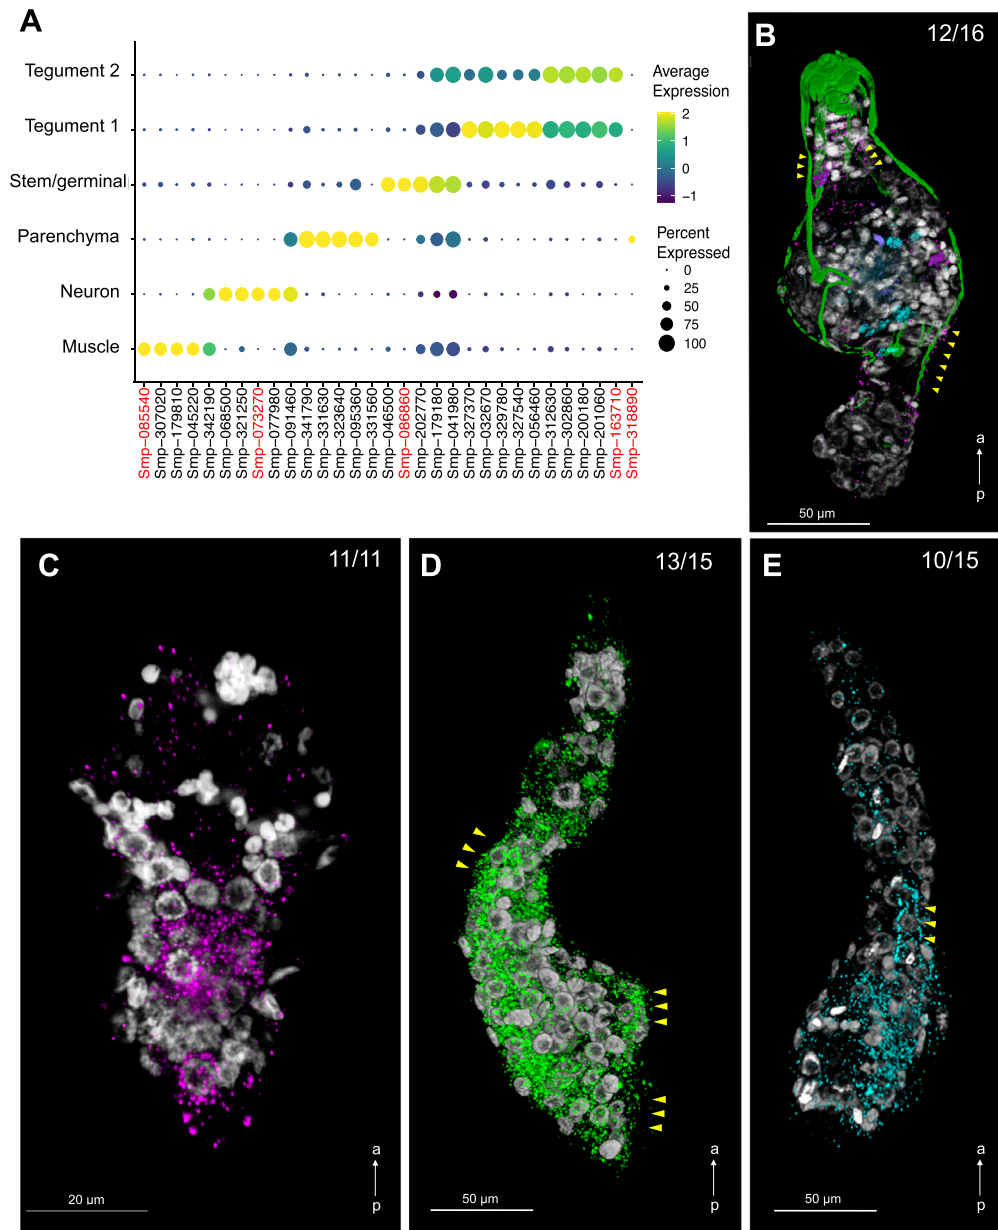 A
Tegument 2
Tegument 1
Stem/germinal
Parenchyma
Neuron
Muscle
Smp−085540
Smp−307020
Smp−179810
Smp−045220
Smp−342190
Smp−068500
Smp−321250
Smp−073270
Smp−077980
Smp−091460
Smp−341790
Smp−331630
Smp−323640
Smp−095360
Smp−331560
Smp−046500
Smp−086860
Smp−202770
Smp−179180
Smp−041980
Smp−327370
Smp−032670
Smp−329780
Smp−327540
Smp−056460
Smp−312630
Smp−302860
Smp−200180
Smp−201060
Smp−163710
Smp−318890
Average
Expression
2
1
0
−1
Percent
Expressed
0
25
50
75
100
B
12/16
a
p
50 µm
C
11/11
a
p
20 µm
D
13/15
a
p
50 µm
E
10/15
a
p
50 µm